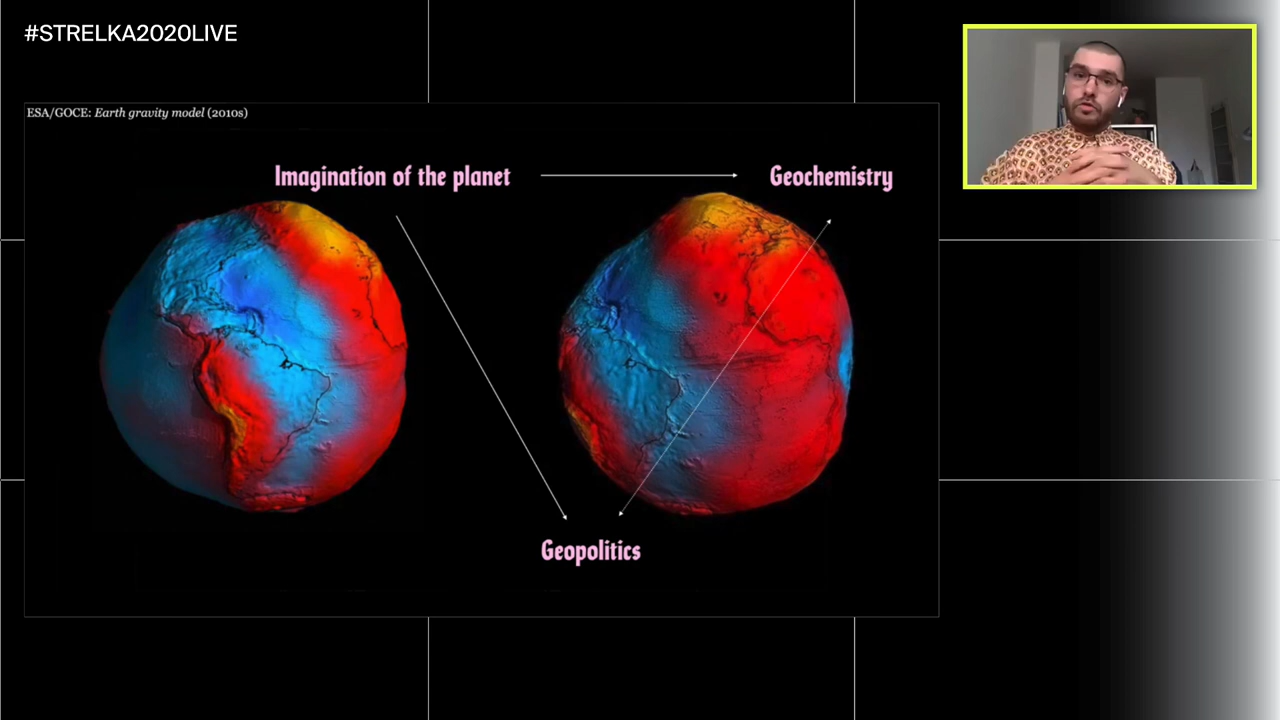 #STRELKA2020LIVE
ESA/GOCE: Earth gravity model (2010s)
Imagination of the planet
Geochemistry
Geopolitics